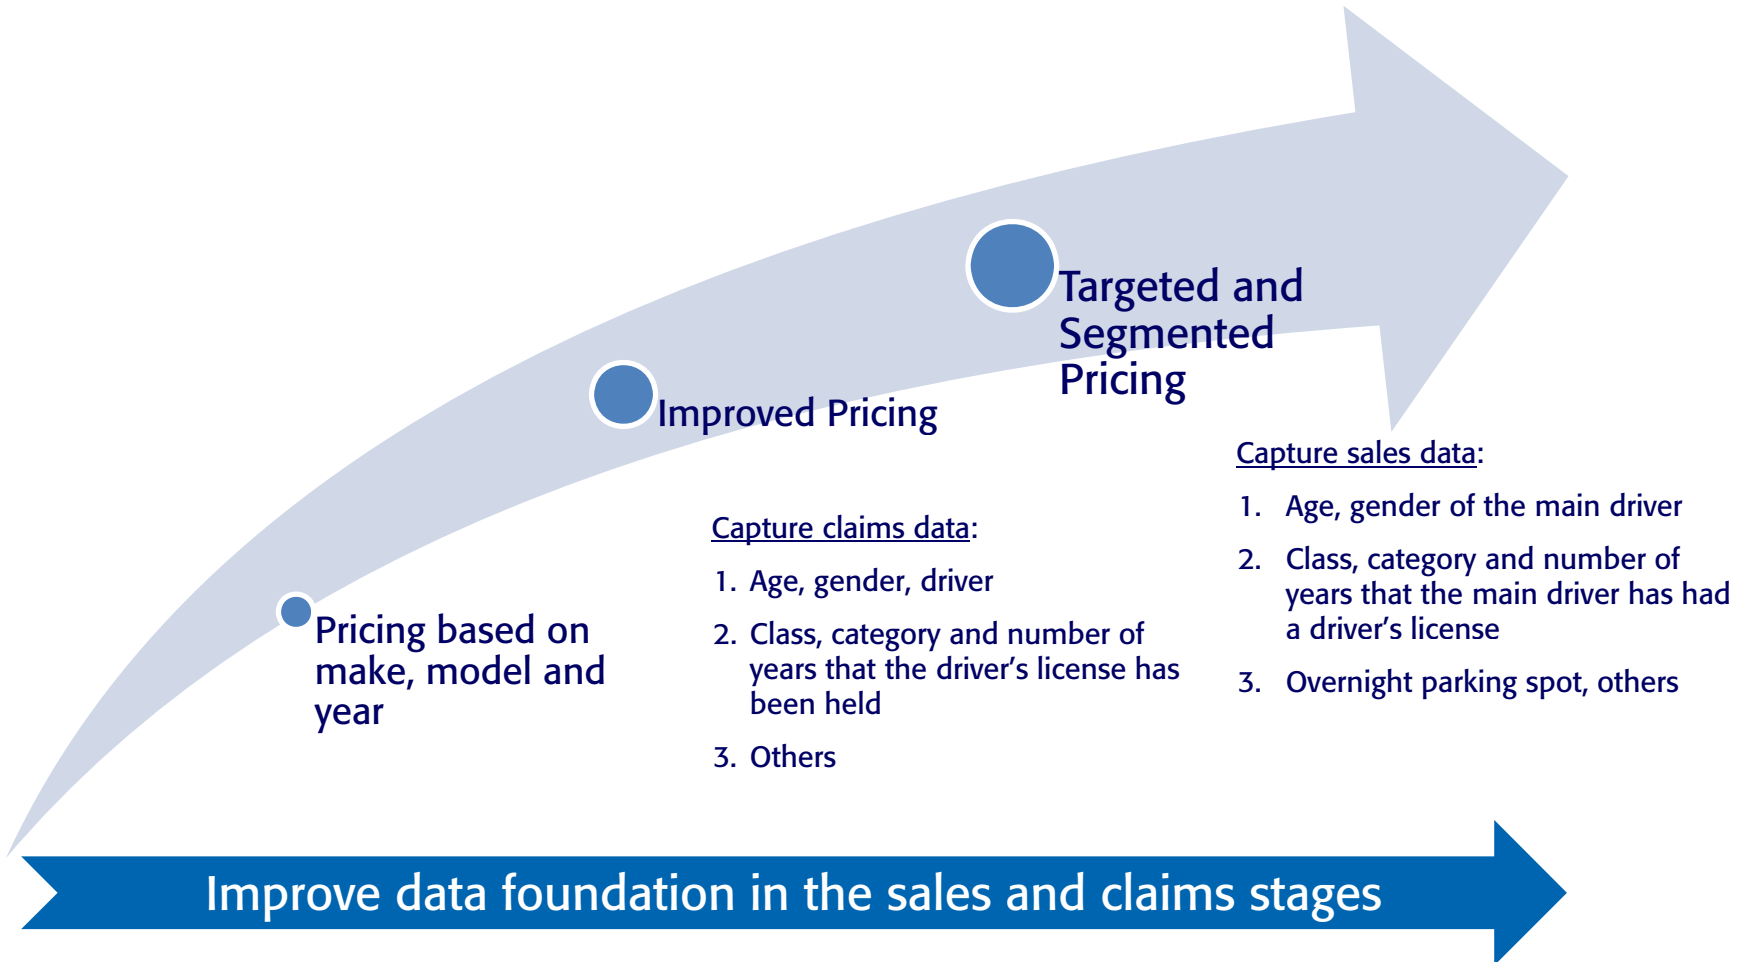 Targeted and
Segmented
Pricing
Improved Pricing
Pricing based on
make, model and
year
Capture claims data:
1. Age, gender, driver
2. Class, category and number of
years that the driver’s license has
been held
3. Others
Capture sales data:
1. Age, gender of the main driver
2. Class, category and number of
years that the main driver has had
a driver’s license
3. Overnight parking spot, others
Improve data foundation in the sales and claims stages